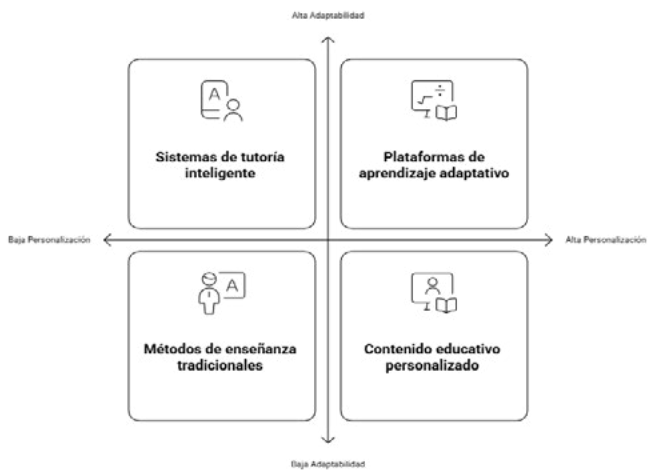 Alta Adaptabilidad
A
Sistemas de tutoría
inteligente
Plataformas de
aprendizaje adaptativo
Baja Personalización
Alta Personalización
A
Métodos de enseñanza
tradicionales
Contenido educativo
personalizado
Baja Adaptabilidad